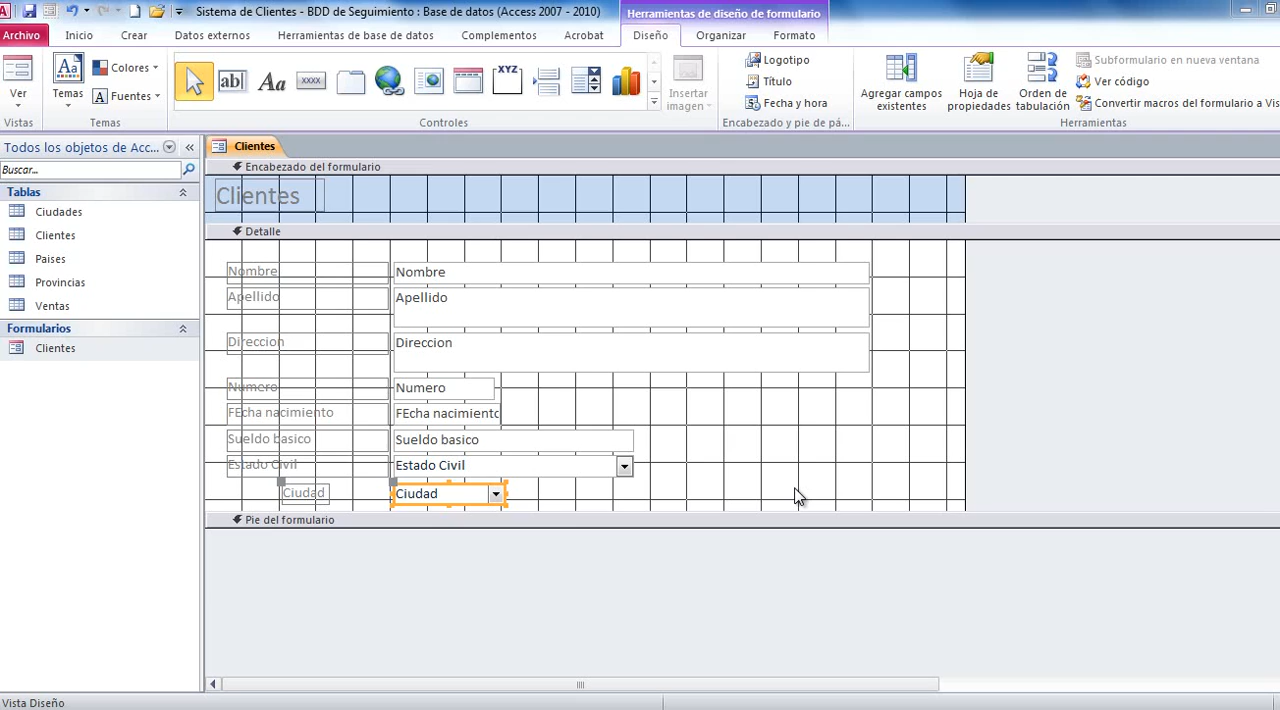 Sistema de Clientes - BDD de Seguimiento : Base de datos (Access 2007 - 2010)
Herramientas de diseño de formulario
Archivo Inicio Crear Datos externos Herramientas de base de datos Complementos Acrobat Diseño Organizar Formato
Ver
Vistas
Temas
Colores
Fuentes
Temas
ab|
Aa
XXXX
XYZ
Controles
Insertar
imagen
Logotipo
Título
Fecha y hora
Encabezado y pie de pá...
Agregar campos
existentes
Hoja de
propiedades
Orden de
tabulación
Subformulario en nueva ventana
Ver código
Convertir macros del formulario a Vis
Herramientas
Todos los objetos de Acc...
Buscar...
Tablas
Ciudades
Clientes
Paises
Provincias
Ventas
Formularios
Clientes
Clientes
Encabezado del formulario
Clientes
Detalle
Nombre Nombre
Apellido Apellido
Direccion Direccion
Numero Numero
FEcha nacimiento FEcha nacimiento
Sueldo basico Sueldo basico
Estado Civil Estado Civil
Ciudad Ciudad
Pie del formulario
Vista Diseño